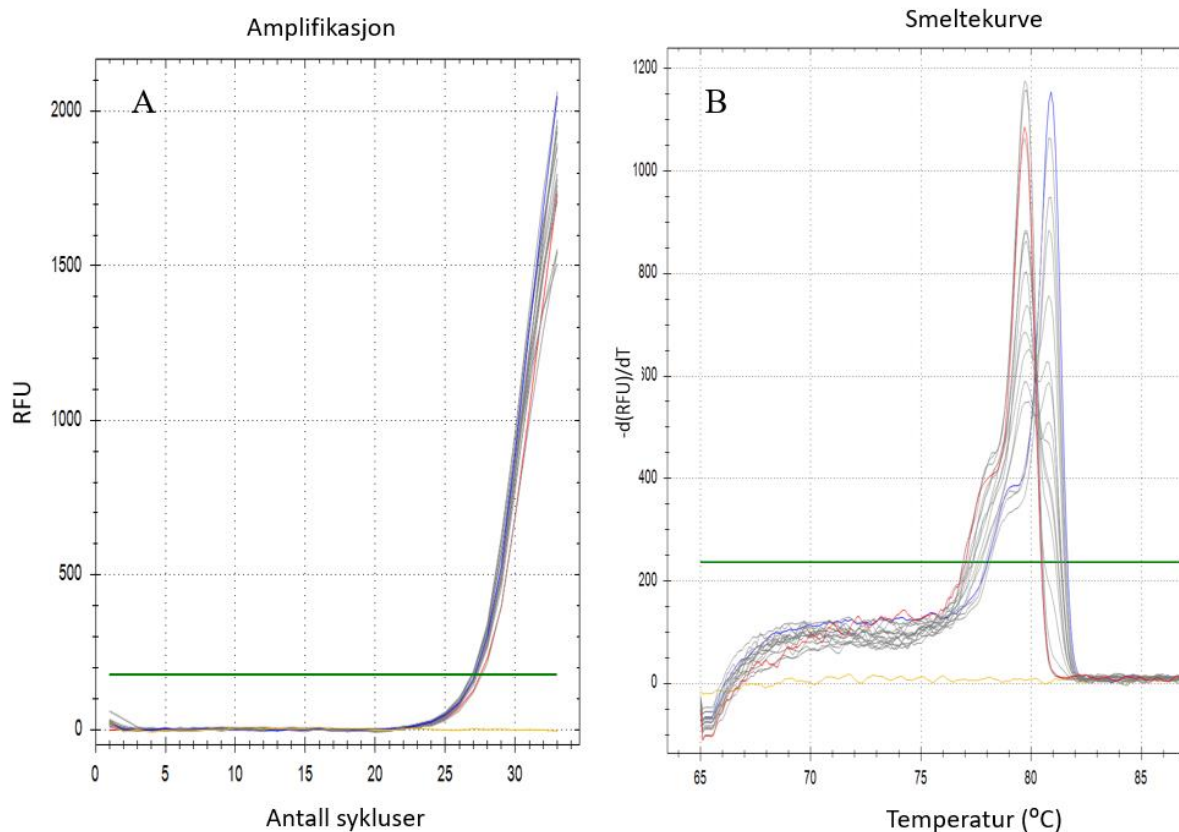 Amplifikasjon
A
RFU
2000
1500
1000
500
0
0 5 10 15 20 25 30
Antall sykluser
Smeltekurve
B
-d(RFU)/dT
1200
1000
800
600
400
200
0
65 70 75 80 85
Temperatur (°C)